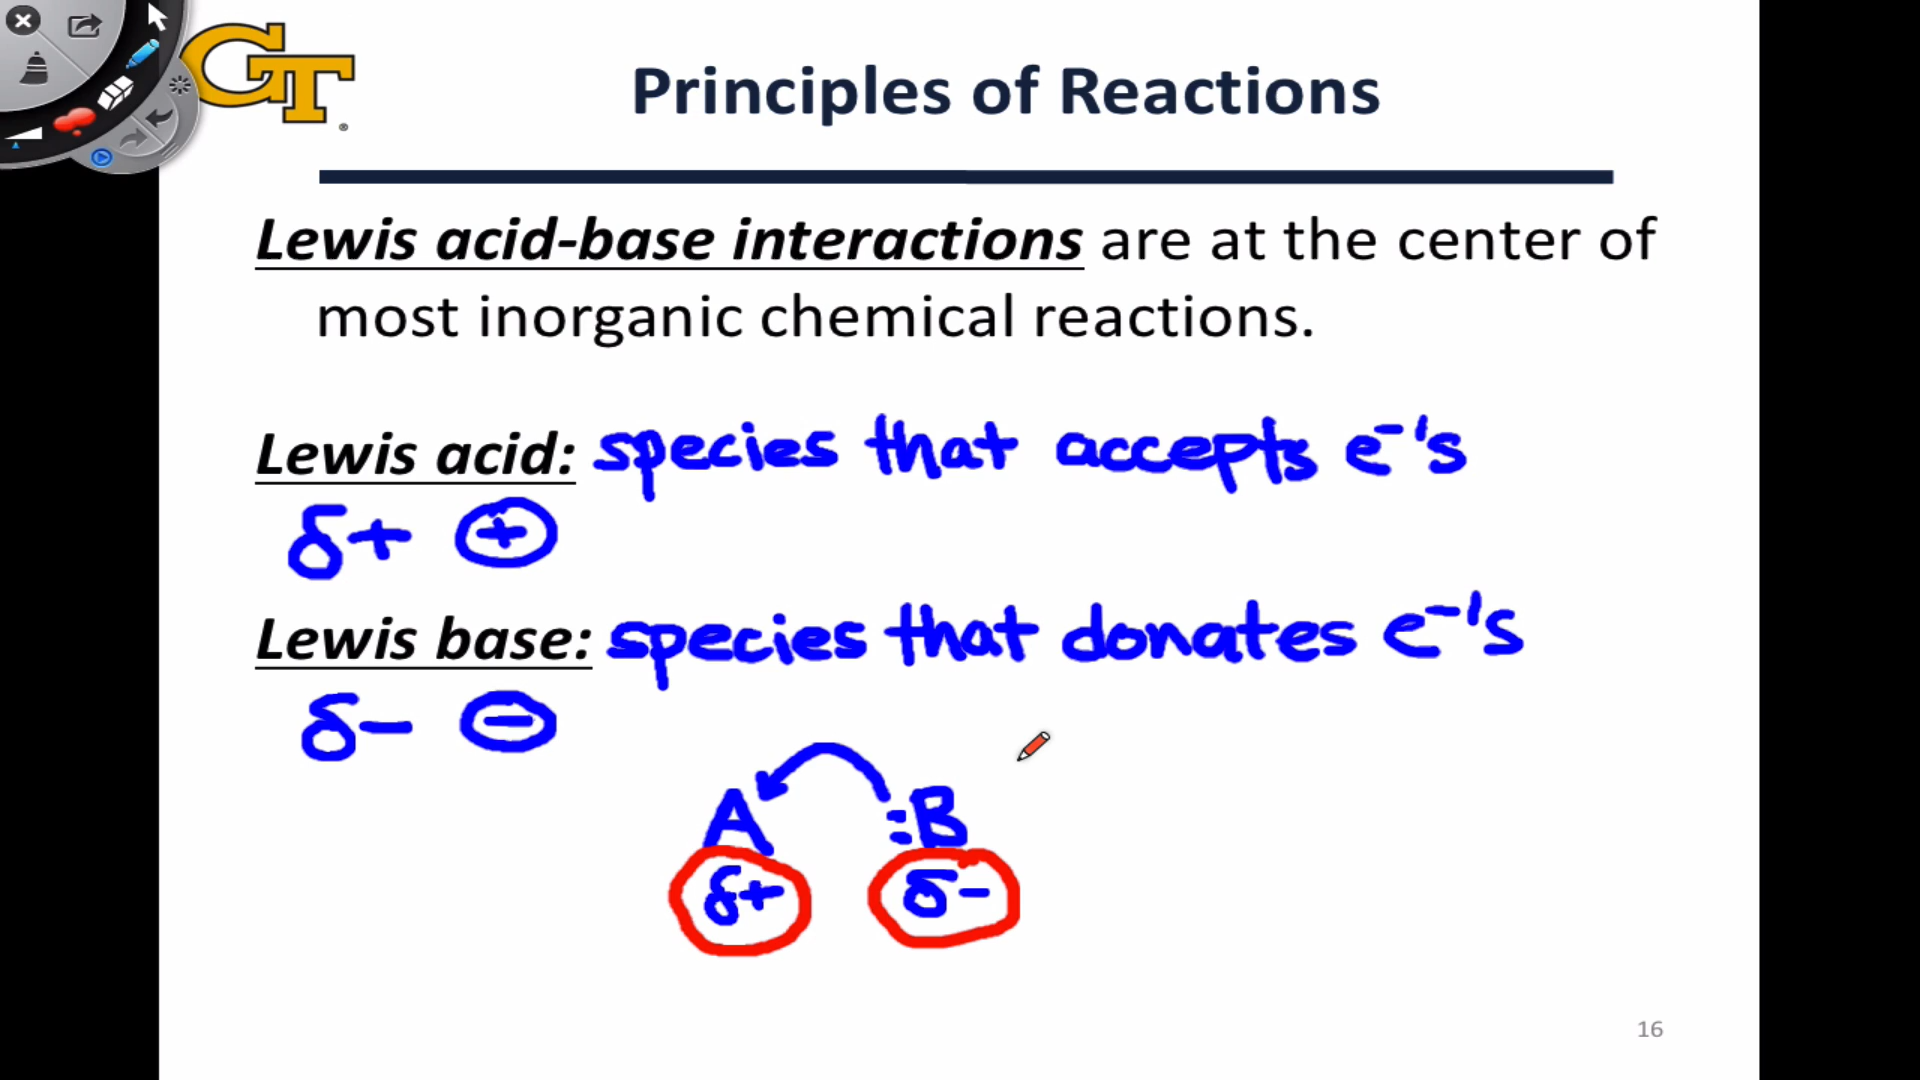 GT
®
Principles of Reactions
Lewis acid-base interactions are at the center of
most inorganic chemical reactions.
Lewis acid: species that accepts e⁻'s
δ+ ⊕
Lewis base: species that donates e⁻'s
δ− ⊖
A :B
δ+ δ−
16